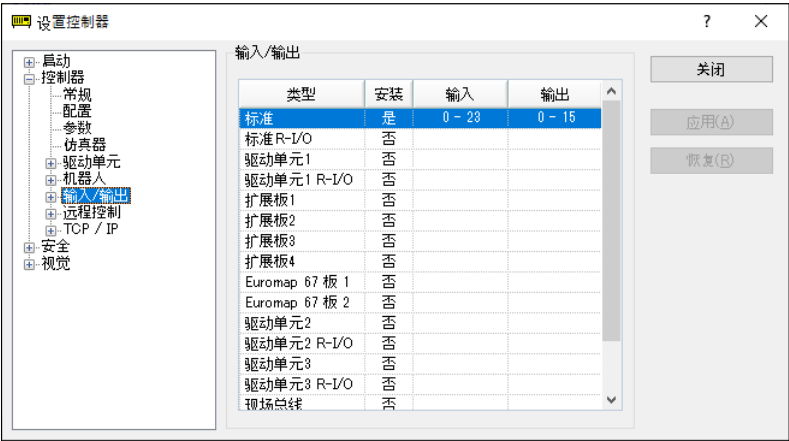 设置控制器
? ×
启动
控制器
常规
配置
参数
仿真器
驱动单元
机器人
输入/输出
远程控制
TCP / IP
安全
视觉
输入/输出
类型 安装 输入 输出
标准 是 0 - 23 0 - 15
标准R-I/O 否
驱动单元1 否
驱动单元1 R-I/O 否
扩展板1 否
扩展板2 否
扩展板3 否
扩展板4 否
Euromap 67 板 1 否
Euromap 67 板 2 否
驱动单元2 否
驱动单元2 R-I/O 否
驱动单元3 否
驱动单元3 R-I/O 否
现场总线 否
关闭
应用(A)
恢复(R)